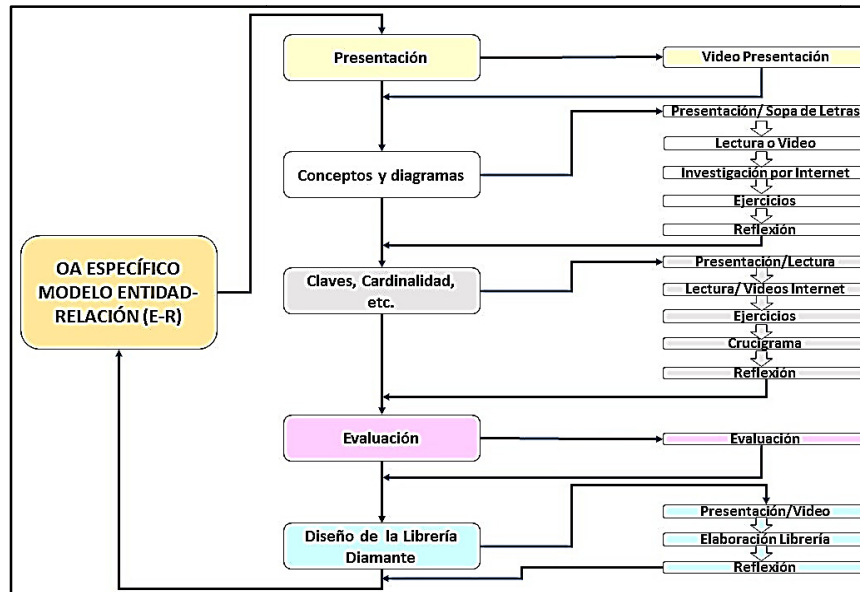 Presentación
Video Presentación
Presentación/ Sopa de Letras
Lectura o Video
Conceptos y diagramas
Investigación por Internet
Ejercicios
Reflexión
OA ESPECÍFICO
MODELO ENTIDAD-
RELACIÓN (E-R)
Claves, Cardinalidad,
etc.
Presentación/Lectura
Lectura/ Videos Internet
Ejercicios
Crucigrama
Reflexión
Evaluación
Evaluación
Diseño de la Librería
Diamante
Presentación/Video
Elaboración Librería
Reflexión